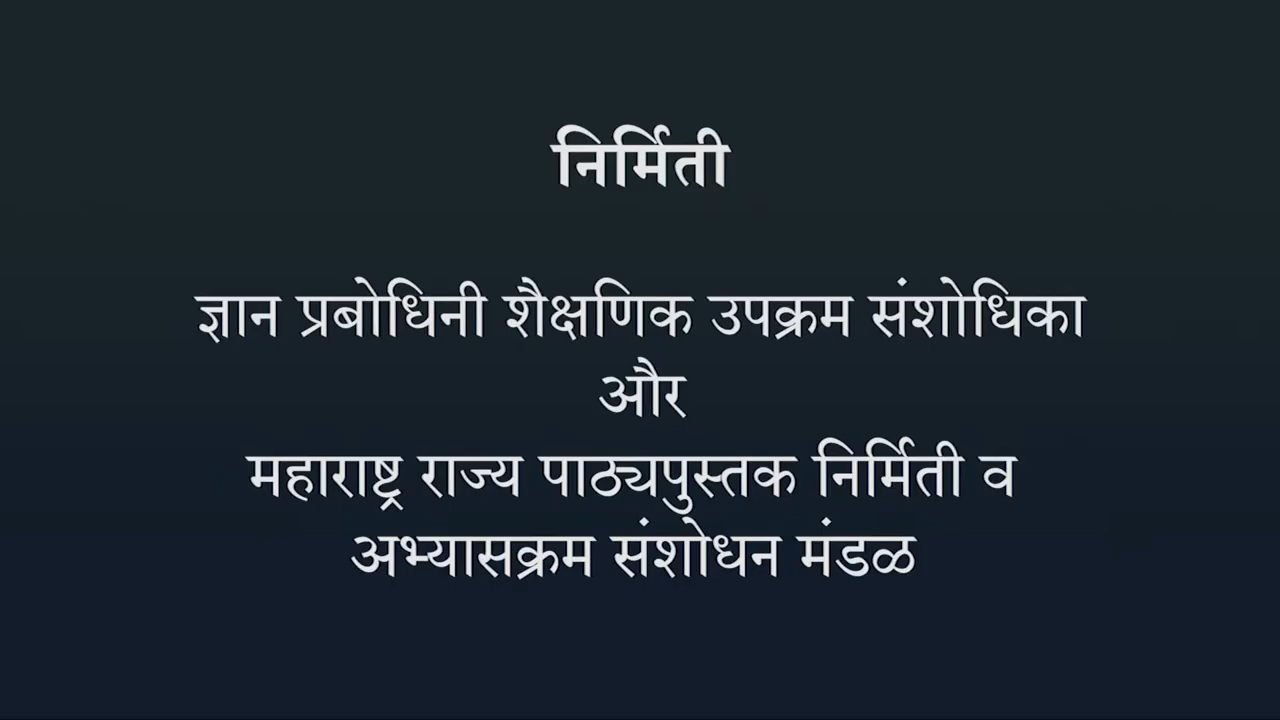 निर्मिती
ज्ञान प्रबोधिनी शैक्षणिक उपक्रम संशोधिका
और
महाराष्ट्र राज्य पाठ्यपुस्तक निर्मिती व
अभ्यासक्रम संशोधन मंडळ